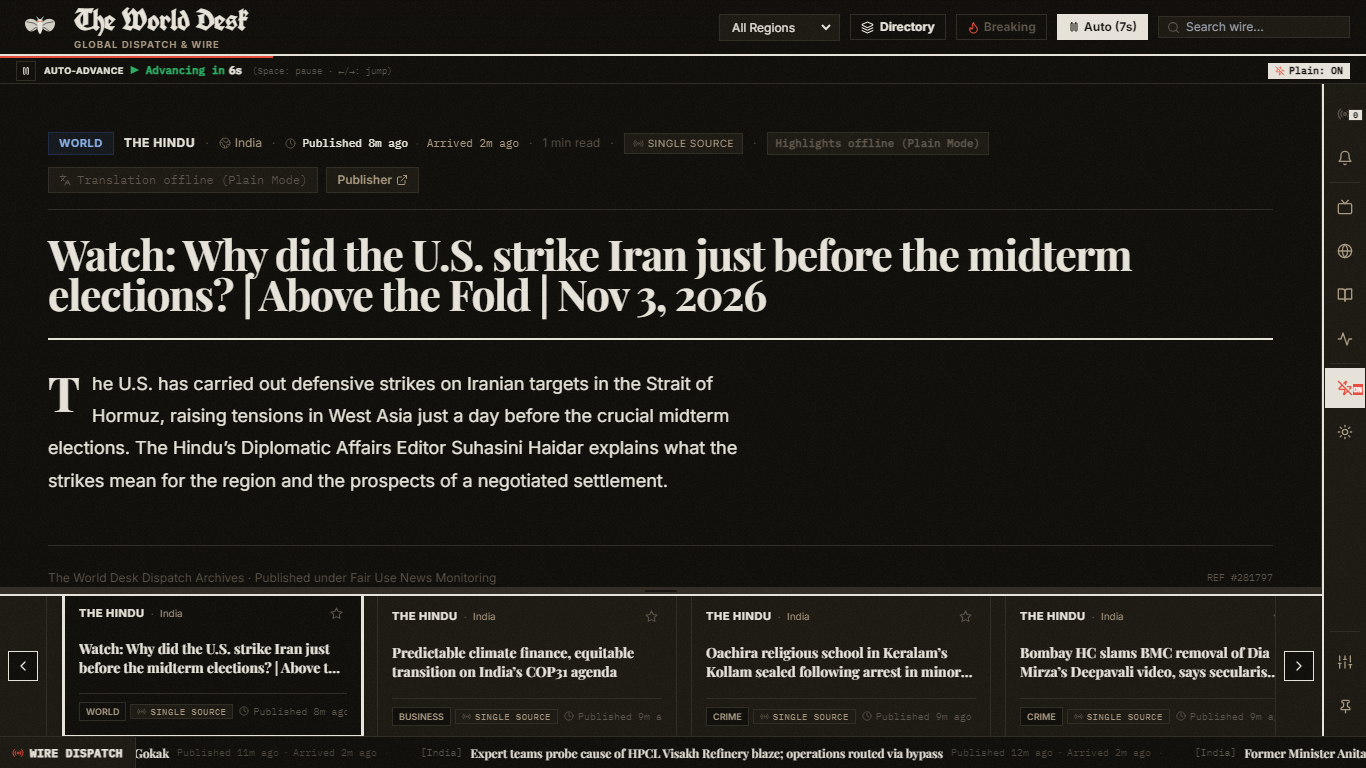 The World Desk
GLOBAL DISPATCH & WIRE
All Regions
Directory
Breaking
Auto (7s)
Search wire...
AUTO-ADVANCE ▶ Advancing in 6s (Space: pause · ←/→: jump)
Plain: ON
WORLD THE HINDU · India · Published 8m ago · Arrived 2m ago · 1 min read · SINGLE SOURCE · Highlights offline (Plain Mode)
0
Translation offline (Plain Mode) Publisher
Watch: Why did the U.S. strike Iran just before the midterm
elections? | Above the Fold | Nov 3, 2026
The U.S. has carried out defensive strikes on Iranian targets in the Strait of
Hormuz, raising tensions in West Asia just a day before the crucial midterm
elections. The Hindu’s Diplomatic Affairs Editor Suhasini Haidar explains what the
strikes mean for the region and the prospects of a negotiated settlement.
The World Desk Dispatch Archives · Published under Fair Use News Monitoring
REF #281797
THE HINDU · India
Watch: Why did the U.S. strike Iran just
before the midterm elections? | Above t...
WORLD SINGLE SOURCE Published 8m ago
THE HINDU · India
Predictable climate finance, equitable
transition on India’s COP31 agenda
BUSINESS SINGLE SOURCE Published 9m a
THE HINDU · India
Oachira religious school in Keralam’s
Kollam sealed following arrest in minor...
CRIME SINGLE SOURCE Published 9m ago
THE HINDU · India
Bombay HC slams BMC removal of Dia
Mirza’s Deepavali video, says secularis...
CRIME SINGLE SOURCE Published 9m a
WIRE DISPATCH
Gokak Published 11m ago · Arrived 2m ago · [India] Expert teams probe cause of HPCL Visakh Refinery blaze; operations routed via bypass Published 12m ago · Arrived 2m ago · [India] Former Minister Anita